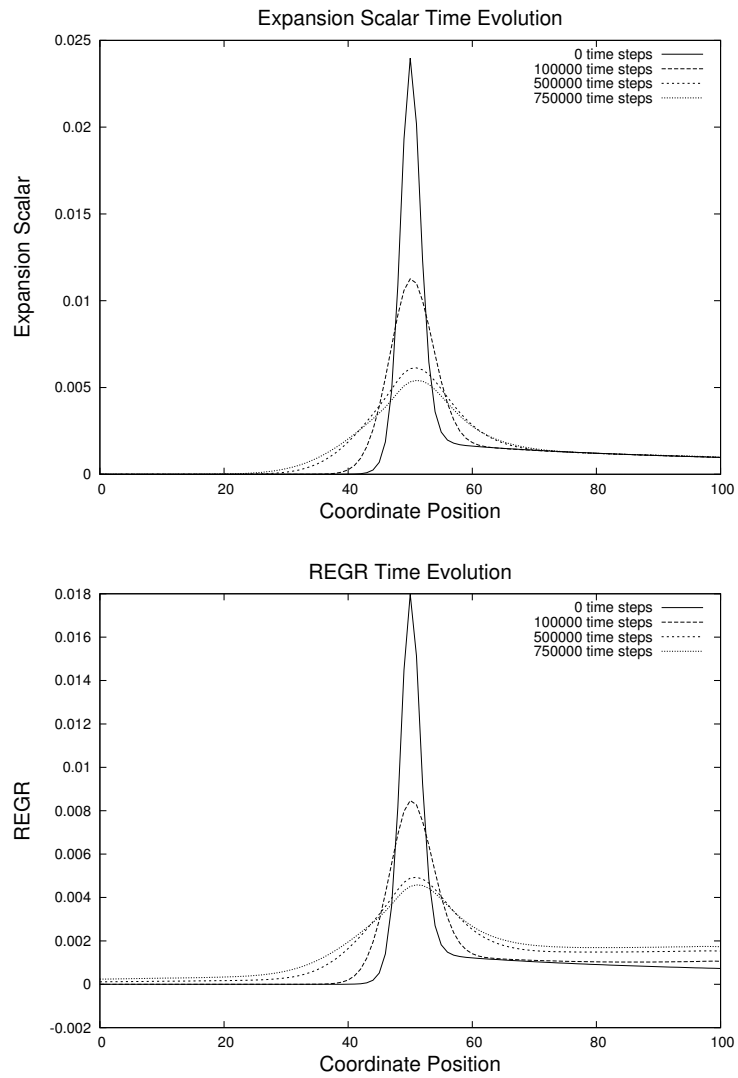 Expansion Scalar Time Evolution
0.025
0.02
0.015
0.01
0.005
0
Expansion Scalar
0 time steps
100000 time steps
500000 time steps
750000 time steps
0 20 40 60 80 100
Coordinate Position
REGR Time Evolution
0.018
0.016
0.014
0.012
0.01
0.008
0.006
0.004
0.002
0
-0.002
REGR
0 time steps
100000 time steps
500000 time steps
750000 time steps
0 20 40 60 80 100
Coordinate Position